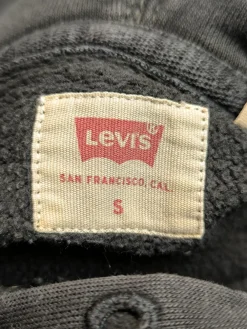 Levi's®
SAN FRANCISCO, CAL.
S